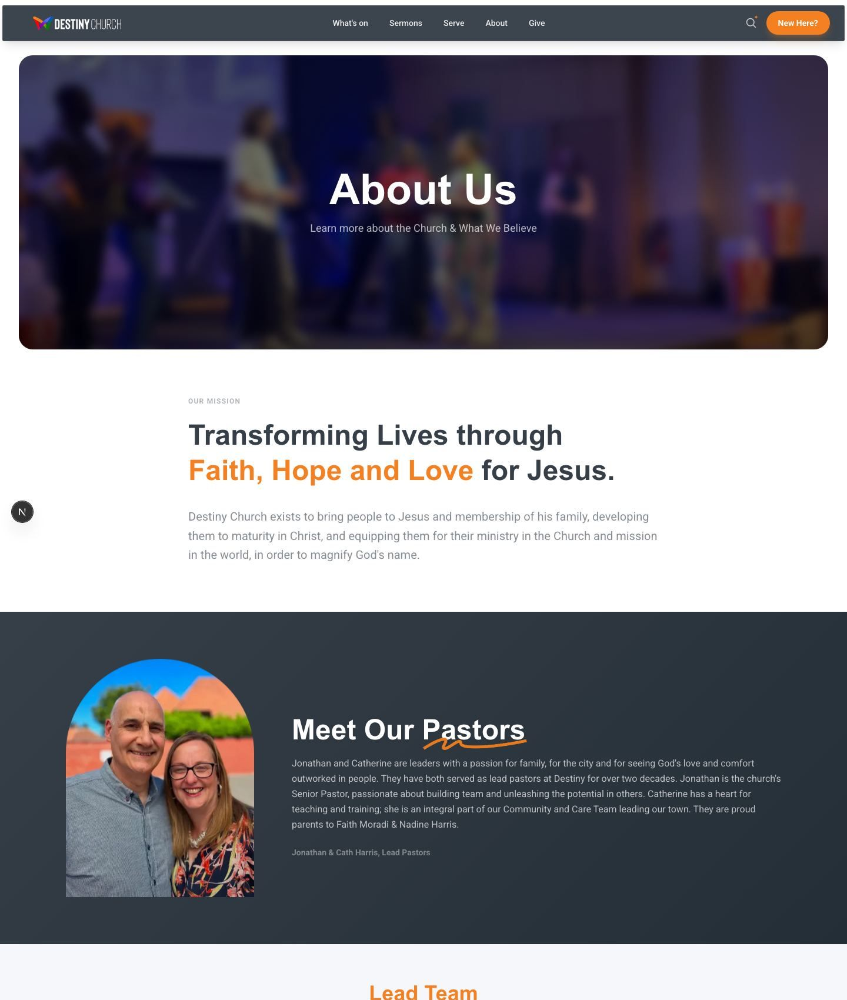 DESTINY CHURCH
What's on
Sermons
Serve
About
Give
New Here?
About Us
Learn more about the Church & What We Believe
OUR MISSION
Transforming Lives through
Faith, Hope and Love for Jesus.
Destiny Church exists to bring people to Jesus and membership of his family, developing
them to maturity in Christ, and equipping them for their ministry in the Church and mission
in the world, in order to magnify God's name.
N
Meet Our Pastors
Jonathan and Catherine are leaders with a passion for family, for the city and for seeing God's love and comfort
outworked in people. They have both served as lead pastors at Destiny for over two decades. Jonathan is the church's
Senior Pastor, passionate about building team and unleashing the potential in others. Catherine has a heart for
teaching and training; she is an integral part of our Community and Care Team leading our town. They are proud
parents to Faith Moradi & Nadine Harris.
Jonathan & Cath Harris, Lead Pastors
Lead Team